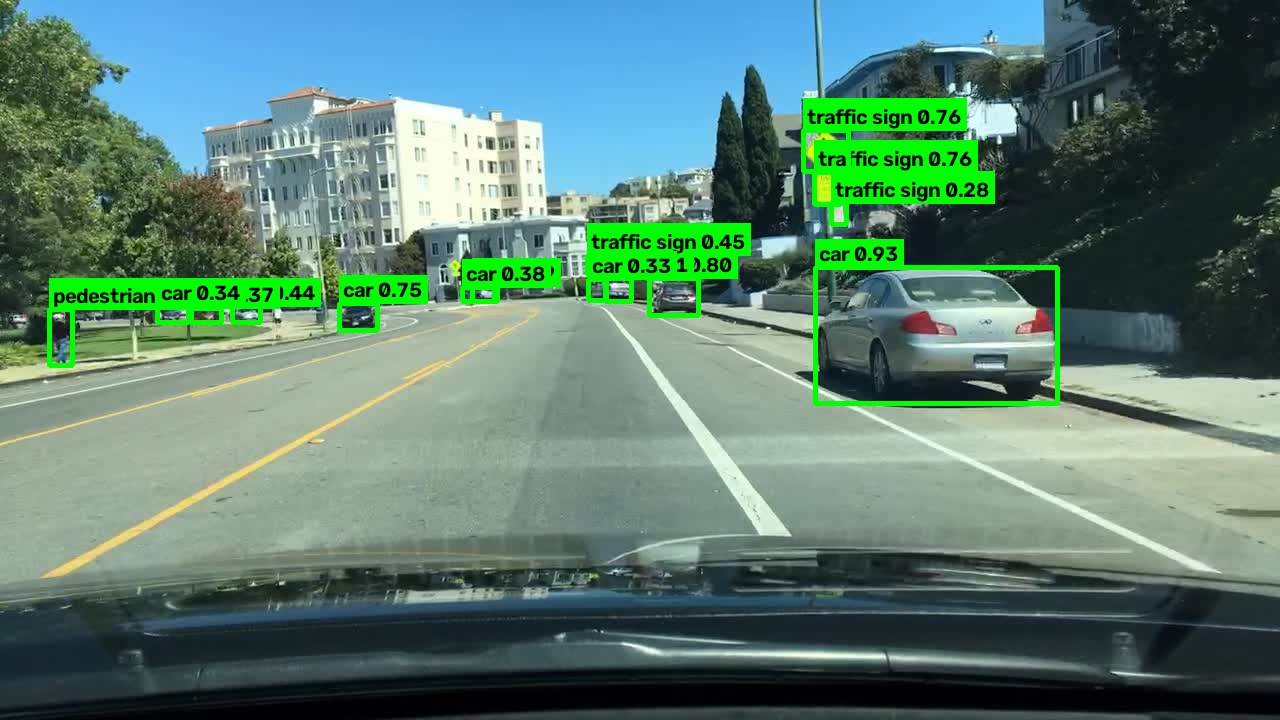 traffic sign 0.76
traffic sign 0.76
traffic sign 0.28
traffic sign 0.45
car 0.93
car 0.33
0.80
car 0.38
pedestrian
car 0.34
.37
0.44
car 0.75